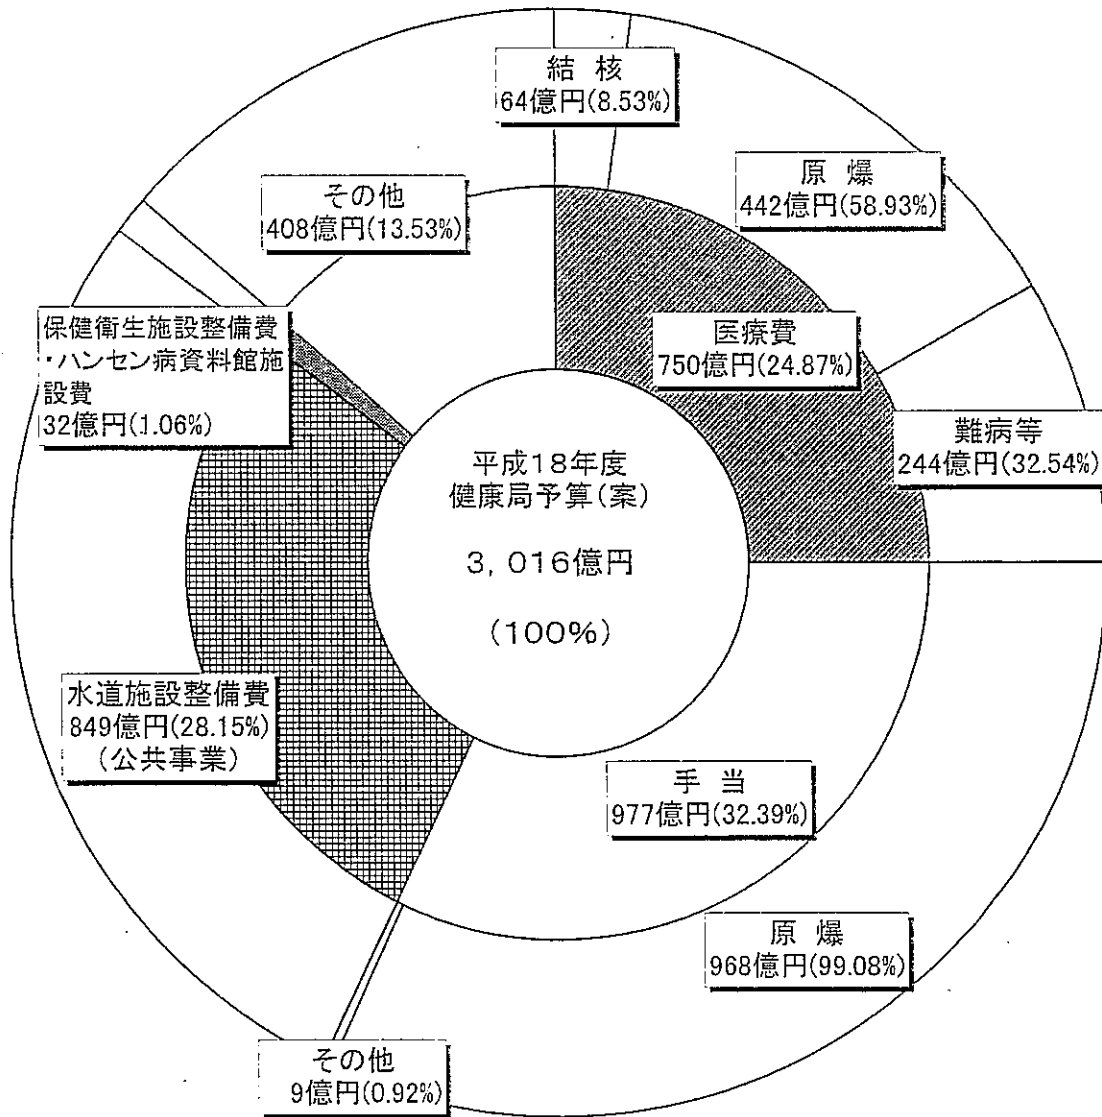 結核
64億円(8.53%)
原爆
442億円(58.93%)
その他
408億円(13.53%)
医療費
750億円(24.87%)
保健衛生施設整備費
・ハンセン病資料館施
設費
32億円(1.06%)
難病等
244億円(32.54%)
平成18年度
健康局予算(案)
3,016億円
(100%)
水道施設整備費
849億円(28.15%)
(公共事業)
手当
977億円(32.39%)
原爆
968億円(99.08%)
その他
9億円(0.92%)